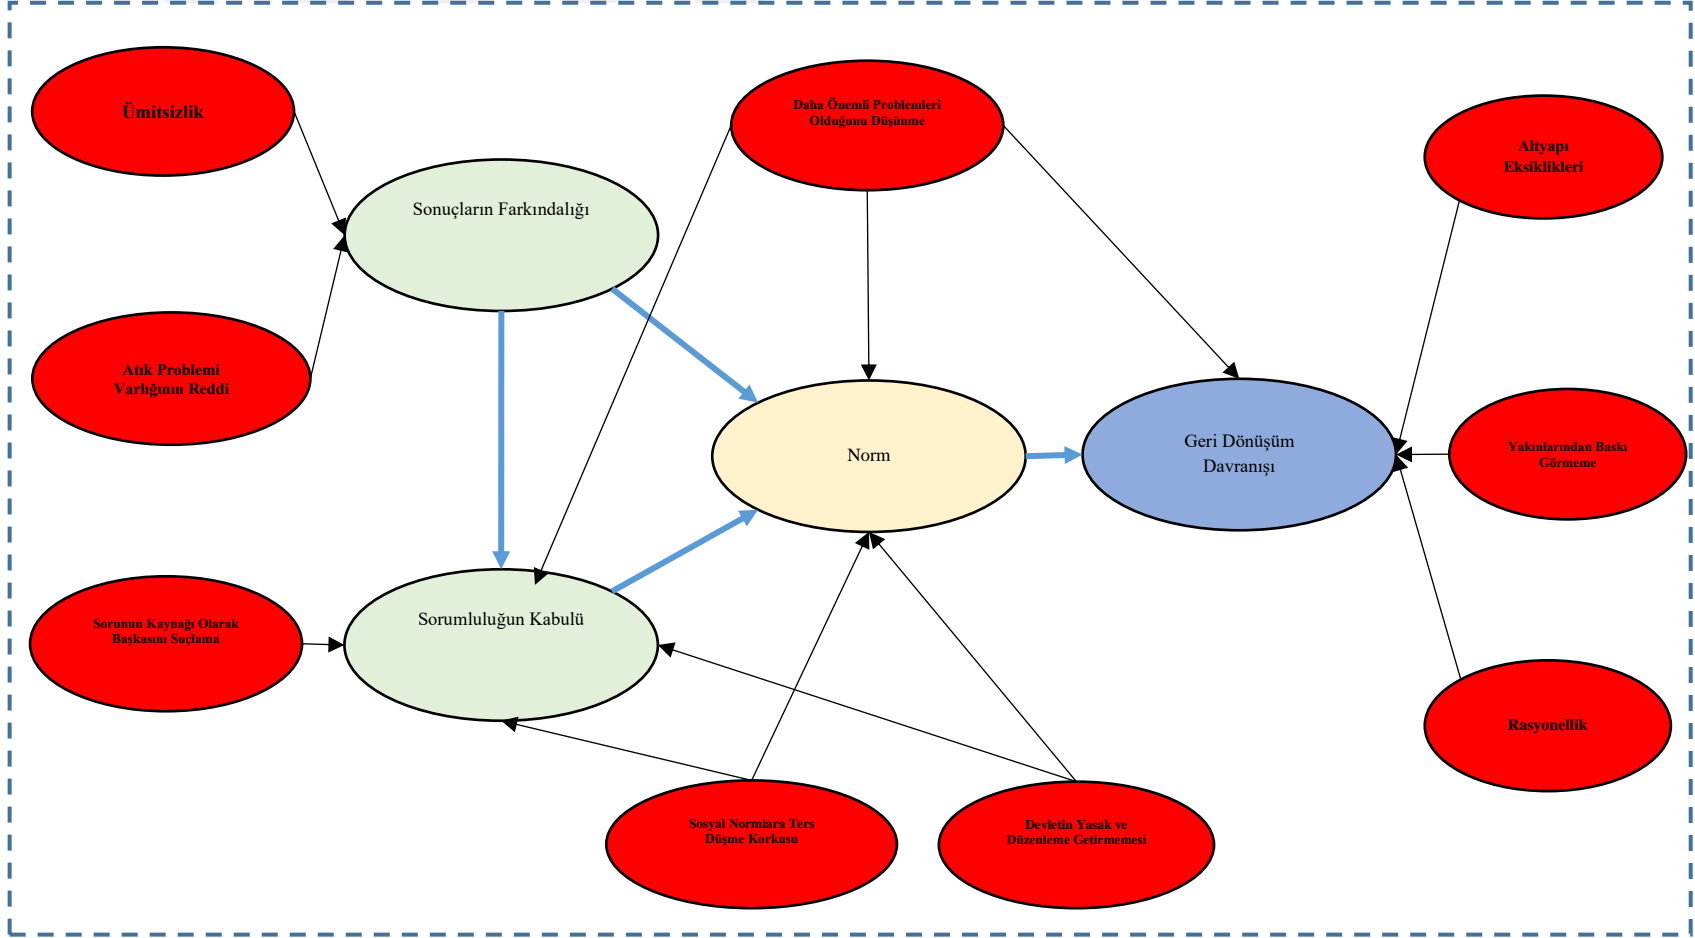 Ümitsizlik
Daha Önemli Problemleri
Olduğunu Düşünme
Altyapı
Eksiklikleri
Sonuçların Farkındalığı
Atık Problemi
Varlığının Reddi
Norm
Geri Dönüşüm
Davranışı
Yakınlarından Baskı
Görmeme
Sorunun Kaynağı Olarak
Başkasını Suçlama
Sorumluluğun Kabulü
Rasyonellik
Sosyal Normlara Ters
Düşme Korkusu
Devletin Yasak ve
Düzenleme Getirmemesi